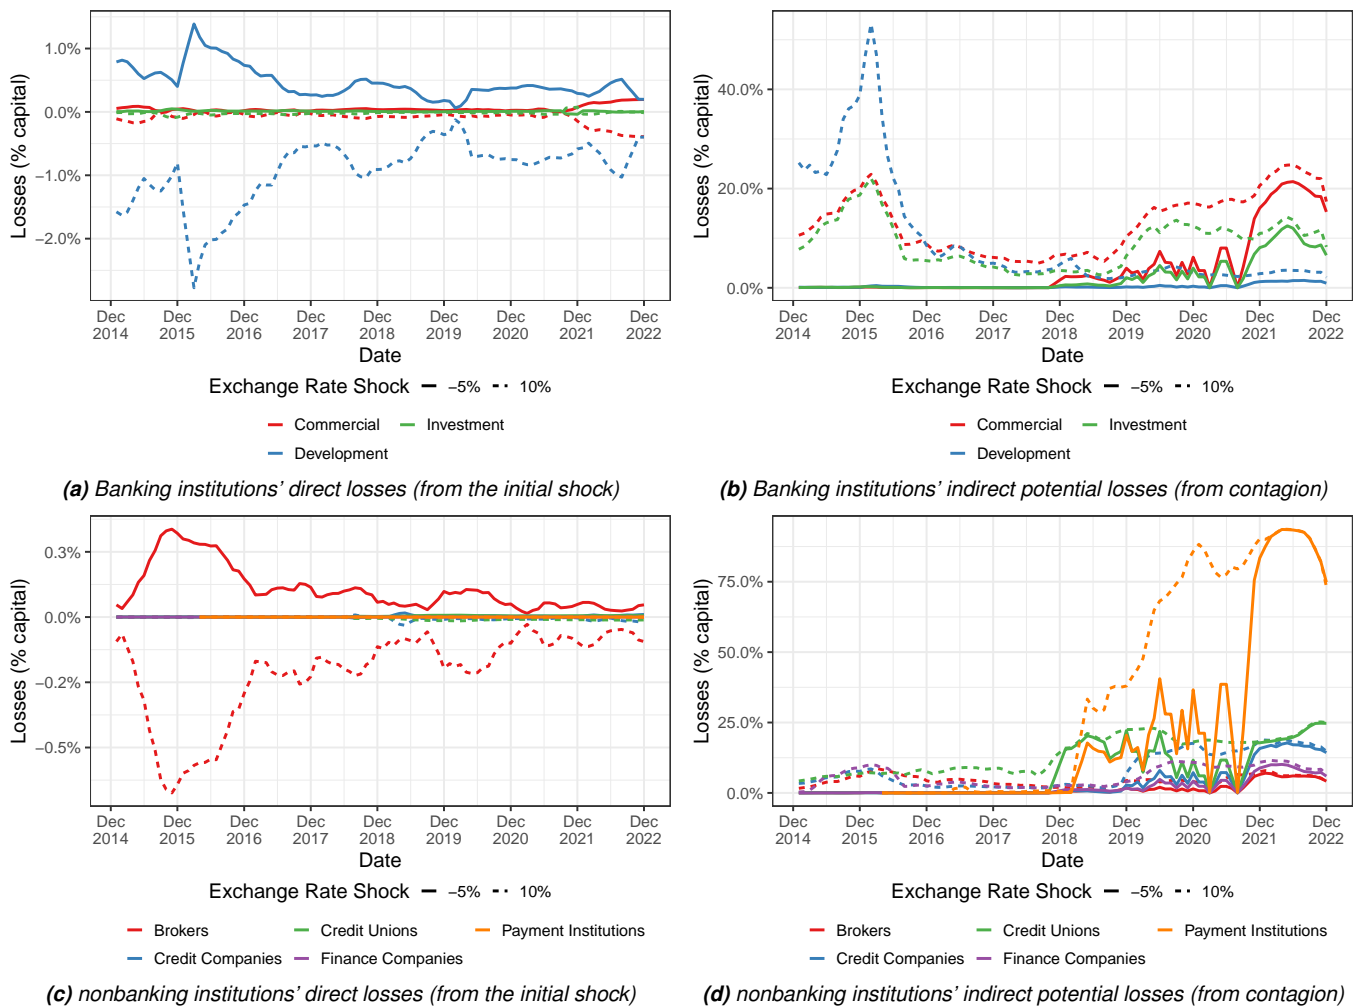 1.0%
0.5%
0.0%
−1.0%
−2.0%
Losses (% capital)
Dec 2014 Dec 2015 Dec 2016 Dec 2017 Dec 2018 Dec 2019 Dec 2020 Dec 2021 Dec 2022
Date
Exchange Rate Shock −5% 10%
Commercial Investment
Development
(a) Banking institutions' direct losses (from the initial shock)
40.0%
20.0%
0.0%
Losses (% capital)
Dec 2014 Dec 2015 Dec 2016 Dec 2017 Dec 2018 Dec 2019 Dec 2020 Dec 2021 Dec 2022
Date
Exchange Rate Shock −5% 10%
Commercial Investment
Development
(b) Banking institutions' indirect potential losses (from contagion)
0.3%
0.0%
−0.2%
−0.5%
Losses (% capital)
Dec 2014 Dec 2015 Dec 2016 Dec 2017 Dec 2018 Dec 2019 Dec 2020 Dec 2021 Dec 2022
Date
Exchange Rate Shock −5% 10%
Brokers Credit Unions Payment Institutions
Credit Companies Finance Companies
(c) nonbanking institutions' direct losses (from the initial shock)
75.0%
50.0%
25.0%
0.0%
Losses (% capital)
Dec 2014 Dec 2015 Dec 2016 Dec 2017 Dec 2018 Dec 2019 Dec 2020 Dec 2021 Dec 2022
Date
Exchange Rate Shock −5% 10%
Brokers Credit Unions Payment Institutions
Credit Companies Finance Companies
(d) nonbanking institutions' indirect potential losses (from contagion)